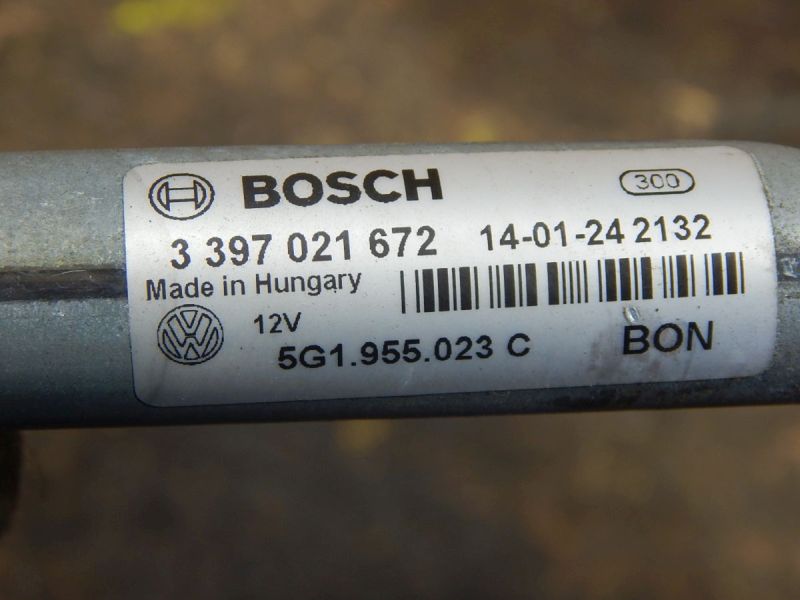 BOSCH 300
3 397 021 672 14-01-24 2132
Made in Hungary
12V
5G1.955.023 C BON